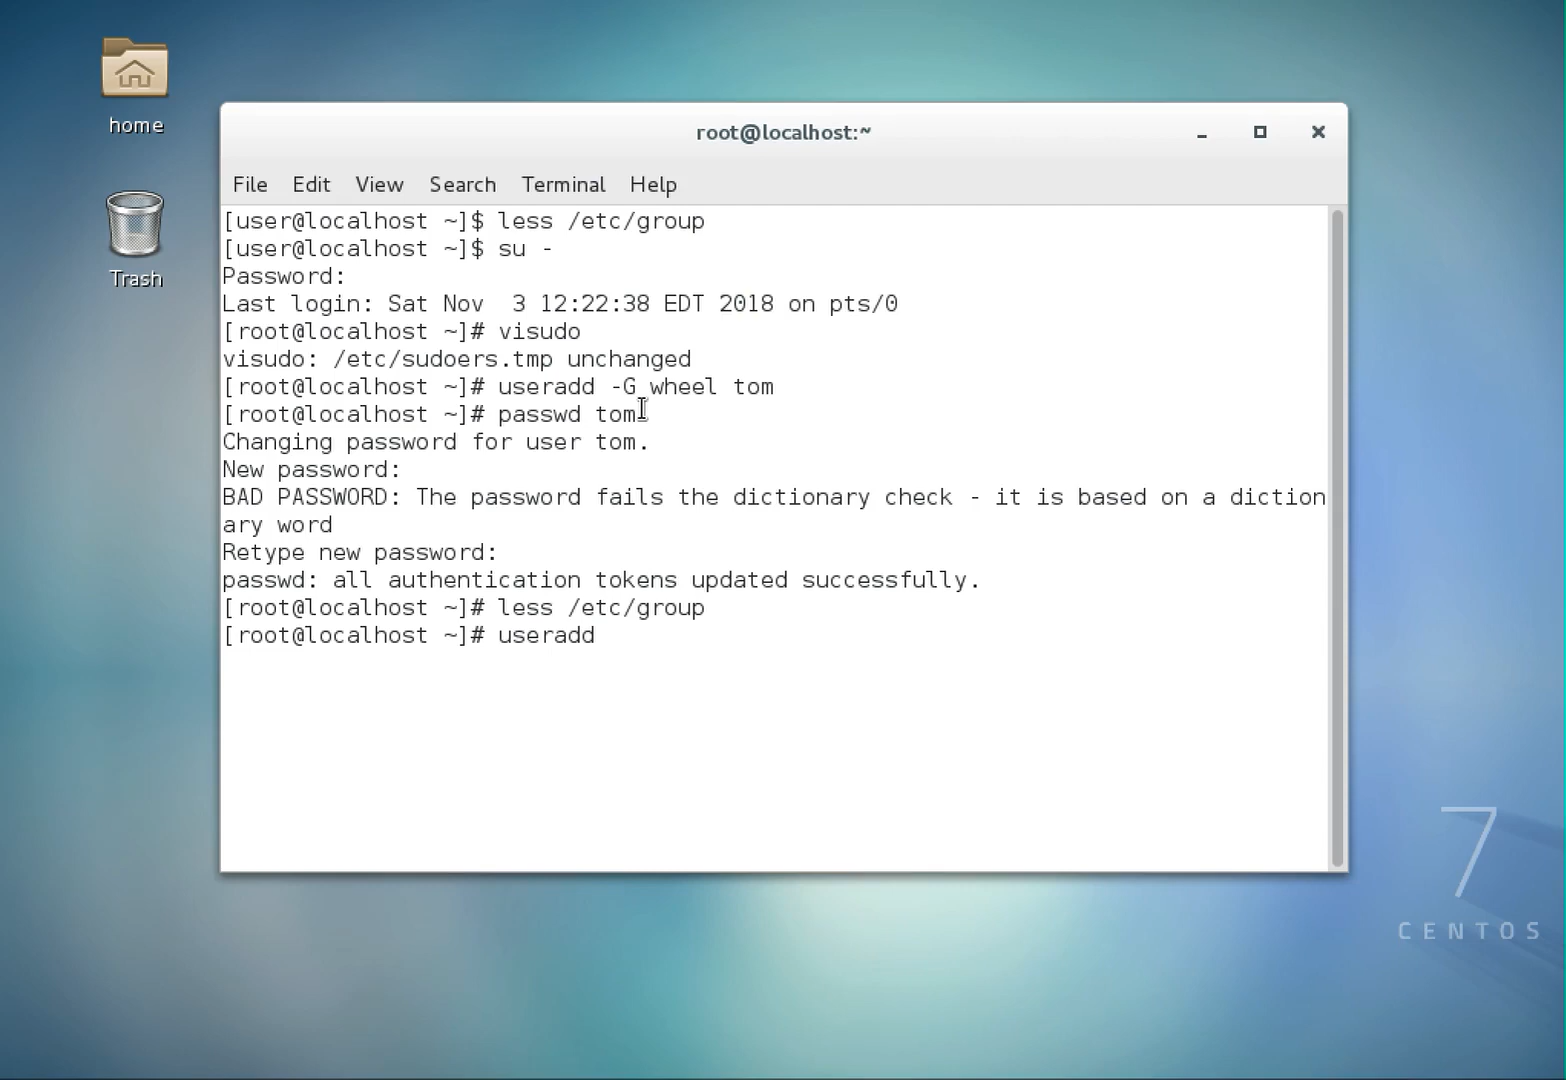 home
Trash
root@localhost:~
File Edit View Search Terminal Help
[user@localhost ~]$ less /etc/group
[user@localhost ~]$ su -
Password:
Last login: Sat Nov  3 12:22:38 EDT 2018 on pts/0
[root@localhost ~]# visudo
visudo: /etc/sudoers.tmp unchanged
[root@localhost ~]# useradd -G wheel tom
[root@localhost ~]# passwd tom
Changing password for user tom.
New password:
BAD PASSWORD: The password fails the dictionary check - it is based on a diction
ary word
Retype new password:
passwd: all authentication tokens updated successfully.
[root@localhost ~]# less /etc/group
[root@localhost ~]# useradd
7
CENTOS